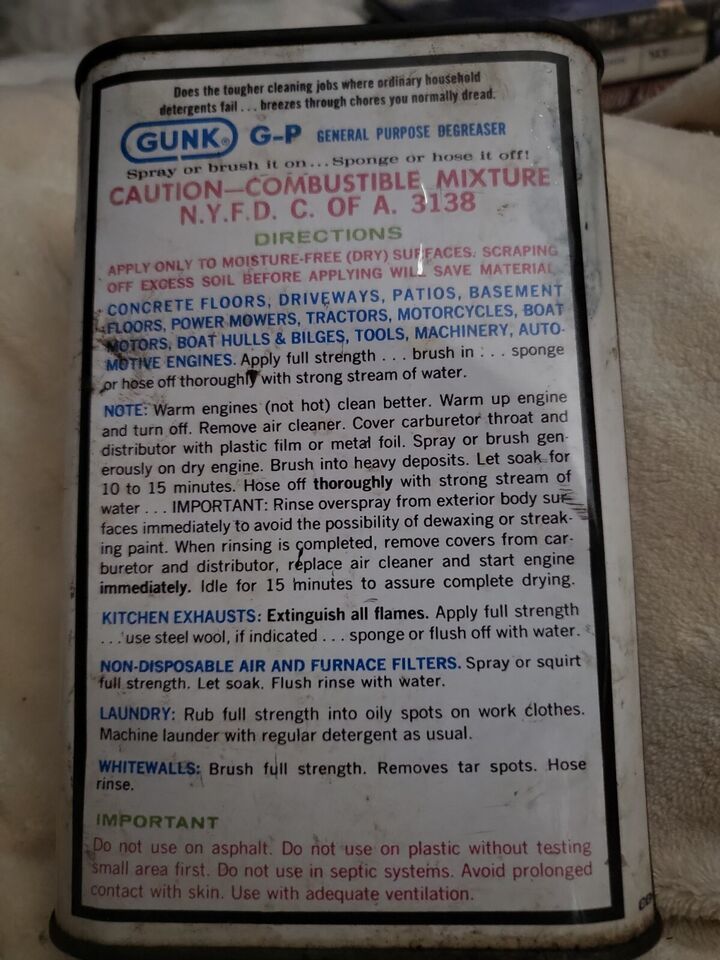 Does the tougher cleaning jobs where ordinary household
detergents fail . . . breezes through chores you normally dread.
GUNK® G-P GENERAL PURPOSE DEGREASER
Spray or brush it on...Sponge or hose it off!
CAUTION—COMBUSTIBLE MIXTURE
N.Y.F.D. C. OF A. 3138
DIRECTIONS
APPLY ONLY TO MOISTURE-FREE (DRY) SURFACES. SCRAPING
OFF EXCESS SOIL BEFORE APPLYING WILL SAVE MATERIAL
CONCRETE FLOORS, DRIVEWAYS, PATIOS, BASEMENT
FLOORS, POWER MOWERS, TRACTORS, MOTORCYCLES, BOAT
MOTORS, BOAT HULLS & BILGES, TOOLS, MACHINERY, AUTO-
MOTIVE ENGINES. Apply full strength . . . brush in . . . sponge
or hose off thoroughly with strong stream of water.
NOTE: Warm engines (not hot) clean better. Warm up engine
and turn off. Remove air cleaner. Cover carburetor throat and
distributor with plastic film or metal foil. Spray or brush gen-
erously on dry engine. Brush into heavy deposits. Let soak for
10 to 15 minutes. Hose off thoroughly with strong stream of
water . . . IMPORTANT: Rinse overspray from exterior body sur-
faces immediately to avoid the possibility of dewaxing or streak-
ing paint. When rinsing is completed, remove covers from car-
buretor and distributor, replace air cleaner and start engine
immediately. Idle for 15 minutes to assure complete drying.
KITCHEN EXHAUSTS: Extinguish all flames. Apply full strength
. . . use steel wool, if indicated . . . sponge or flush off with water.
NON-DISPOSABLE AIR AND FURNACE FILTERS. Spray or squirt
full strength. Let soak. Flush rinse with water.
LAUNDRY: Rub full strength into oily spots on work clothes.
Machine launder with regular detergent as usual.
WHITEWALLS: Brush full strength. Removes tar spots. Hose
rinse.
IMPORTANT
Do not use on asphalt. Do not use on plastic without testing
small area first. Do not use in septic systems. Avoid prolonged
contact with skin. Use with adequate ventilation.